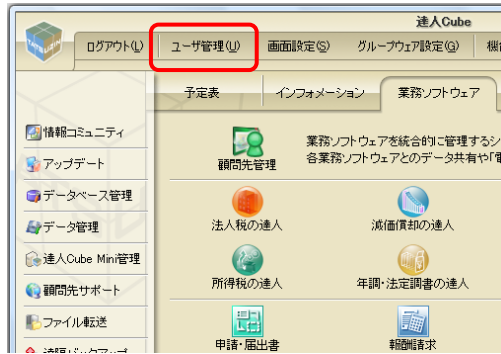 達人Cube
TATSUZIN
ログアウト(L) ユーザ管理(U) 画面設定(S) グループウェア設定(G)
予定表 インフォメーション 業務ソフトウェア
情報コミュニティ
アップデート
データベース管理
データ管理
達人Cube Mini管理
顧問先サポート
ファイル転送
顧問先管理
業務ソフトウェアを統合的に管理するシ
各業務ソフトウェアとのデータ共有や「電
法人税の達人 減価償却の達人
所得税の達人 年調・法定調書の達人
申請・届出書 報酬請求